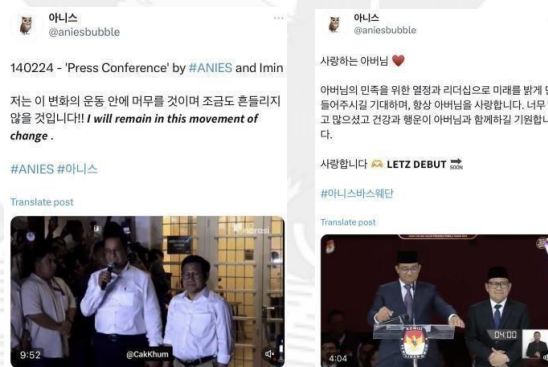 아니스
@aniesbubble
140224 - 'Press Conference' by #ANIES and Imin
저는 이 변화의 운동 안에 머무를 것이며 조금도 흔들리지
않을 것입니다!! I will remain in this movement of
change .
#ANIES #아니스
Translate post
9:52
@CakKhum
아니스
@aniesbubble
사랑하는 아버님 ❤️
아버님의 민족을 위한 열정과 리더십으로 미래를 밝게
들어주시길 기대하며, 항상 아버님을 사랑합니다. 너무
고 많으셨고 건강과 행운이 아버님과 함께하길 기원합니
다.
사랑합니다 🫶 LETZ DEBUT 🔜
#아니스바스웨단
Translate post
04:00
4:04